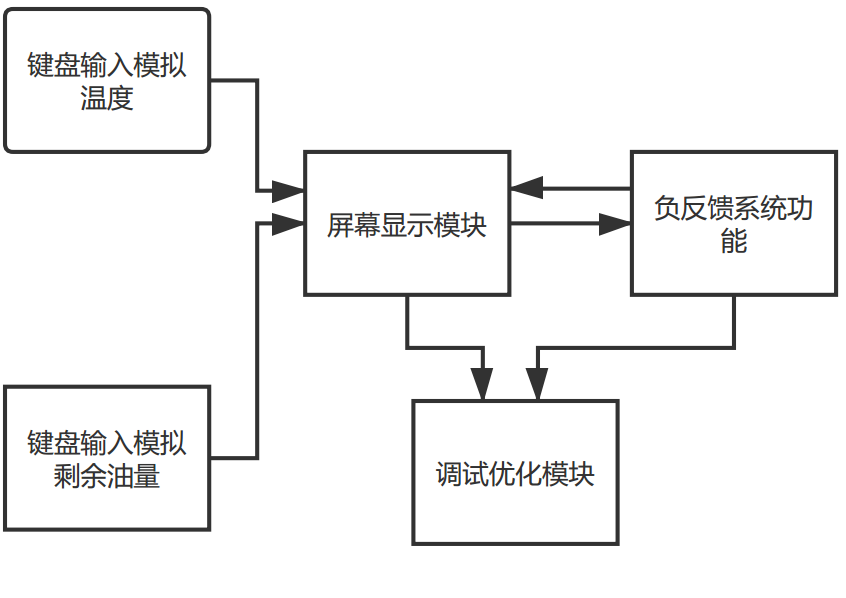 键盘输入模拟
温度
屏幕显示模块
负反馈系统功
能
键盘输入模拟
剩余油量
调试优化模块